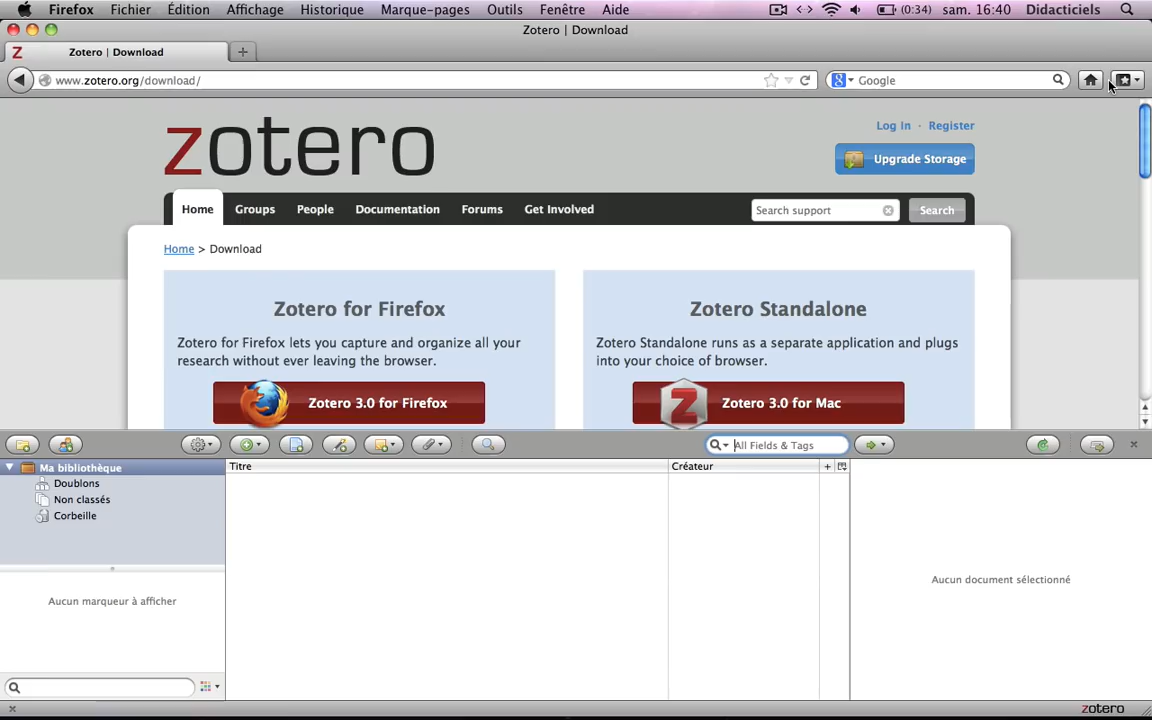 Firefox Fichier Édition Affichage Historique Marque-pages Outils Fenêtre Aide (0:34) sam. 16:40 Didacticiels
Zotero | Download
Zotero | Download
www.zotero.org/download/ Google
zotero
Log In · Register
Upgrade Storage
Home Groups People Documentation Forums Get Involved Search support Search
Home > Download
Zotero for Firefox
Zotero for Firefox lets you capture and organize all your
research without ever leaving the browser.
Zotero 3.0 for Firefox
Zotero Standalone
Zotero Standalone runs as a separate application and plugs
into your choice of browser.
Zotero 3.0 for Mac
All Fields & Tags
Ma bibliothèque
Doublons
Non classés
Corbeille
Titre Créateur
Aucun marqueur à afficher
Aucun document sélectionné
zotero